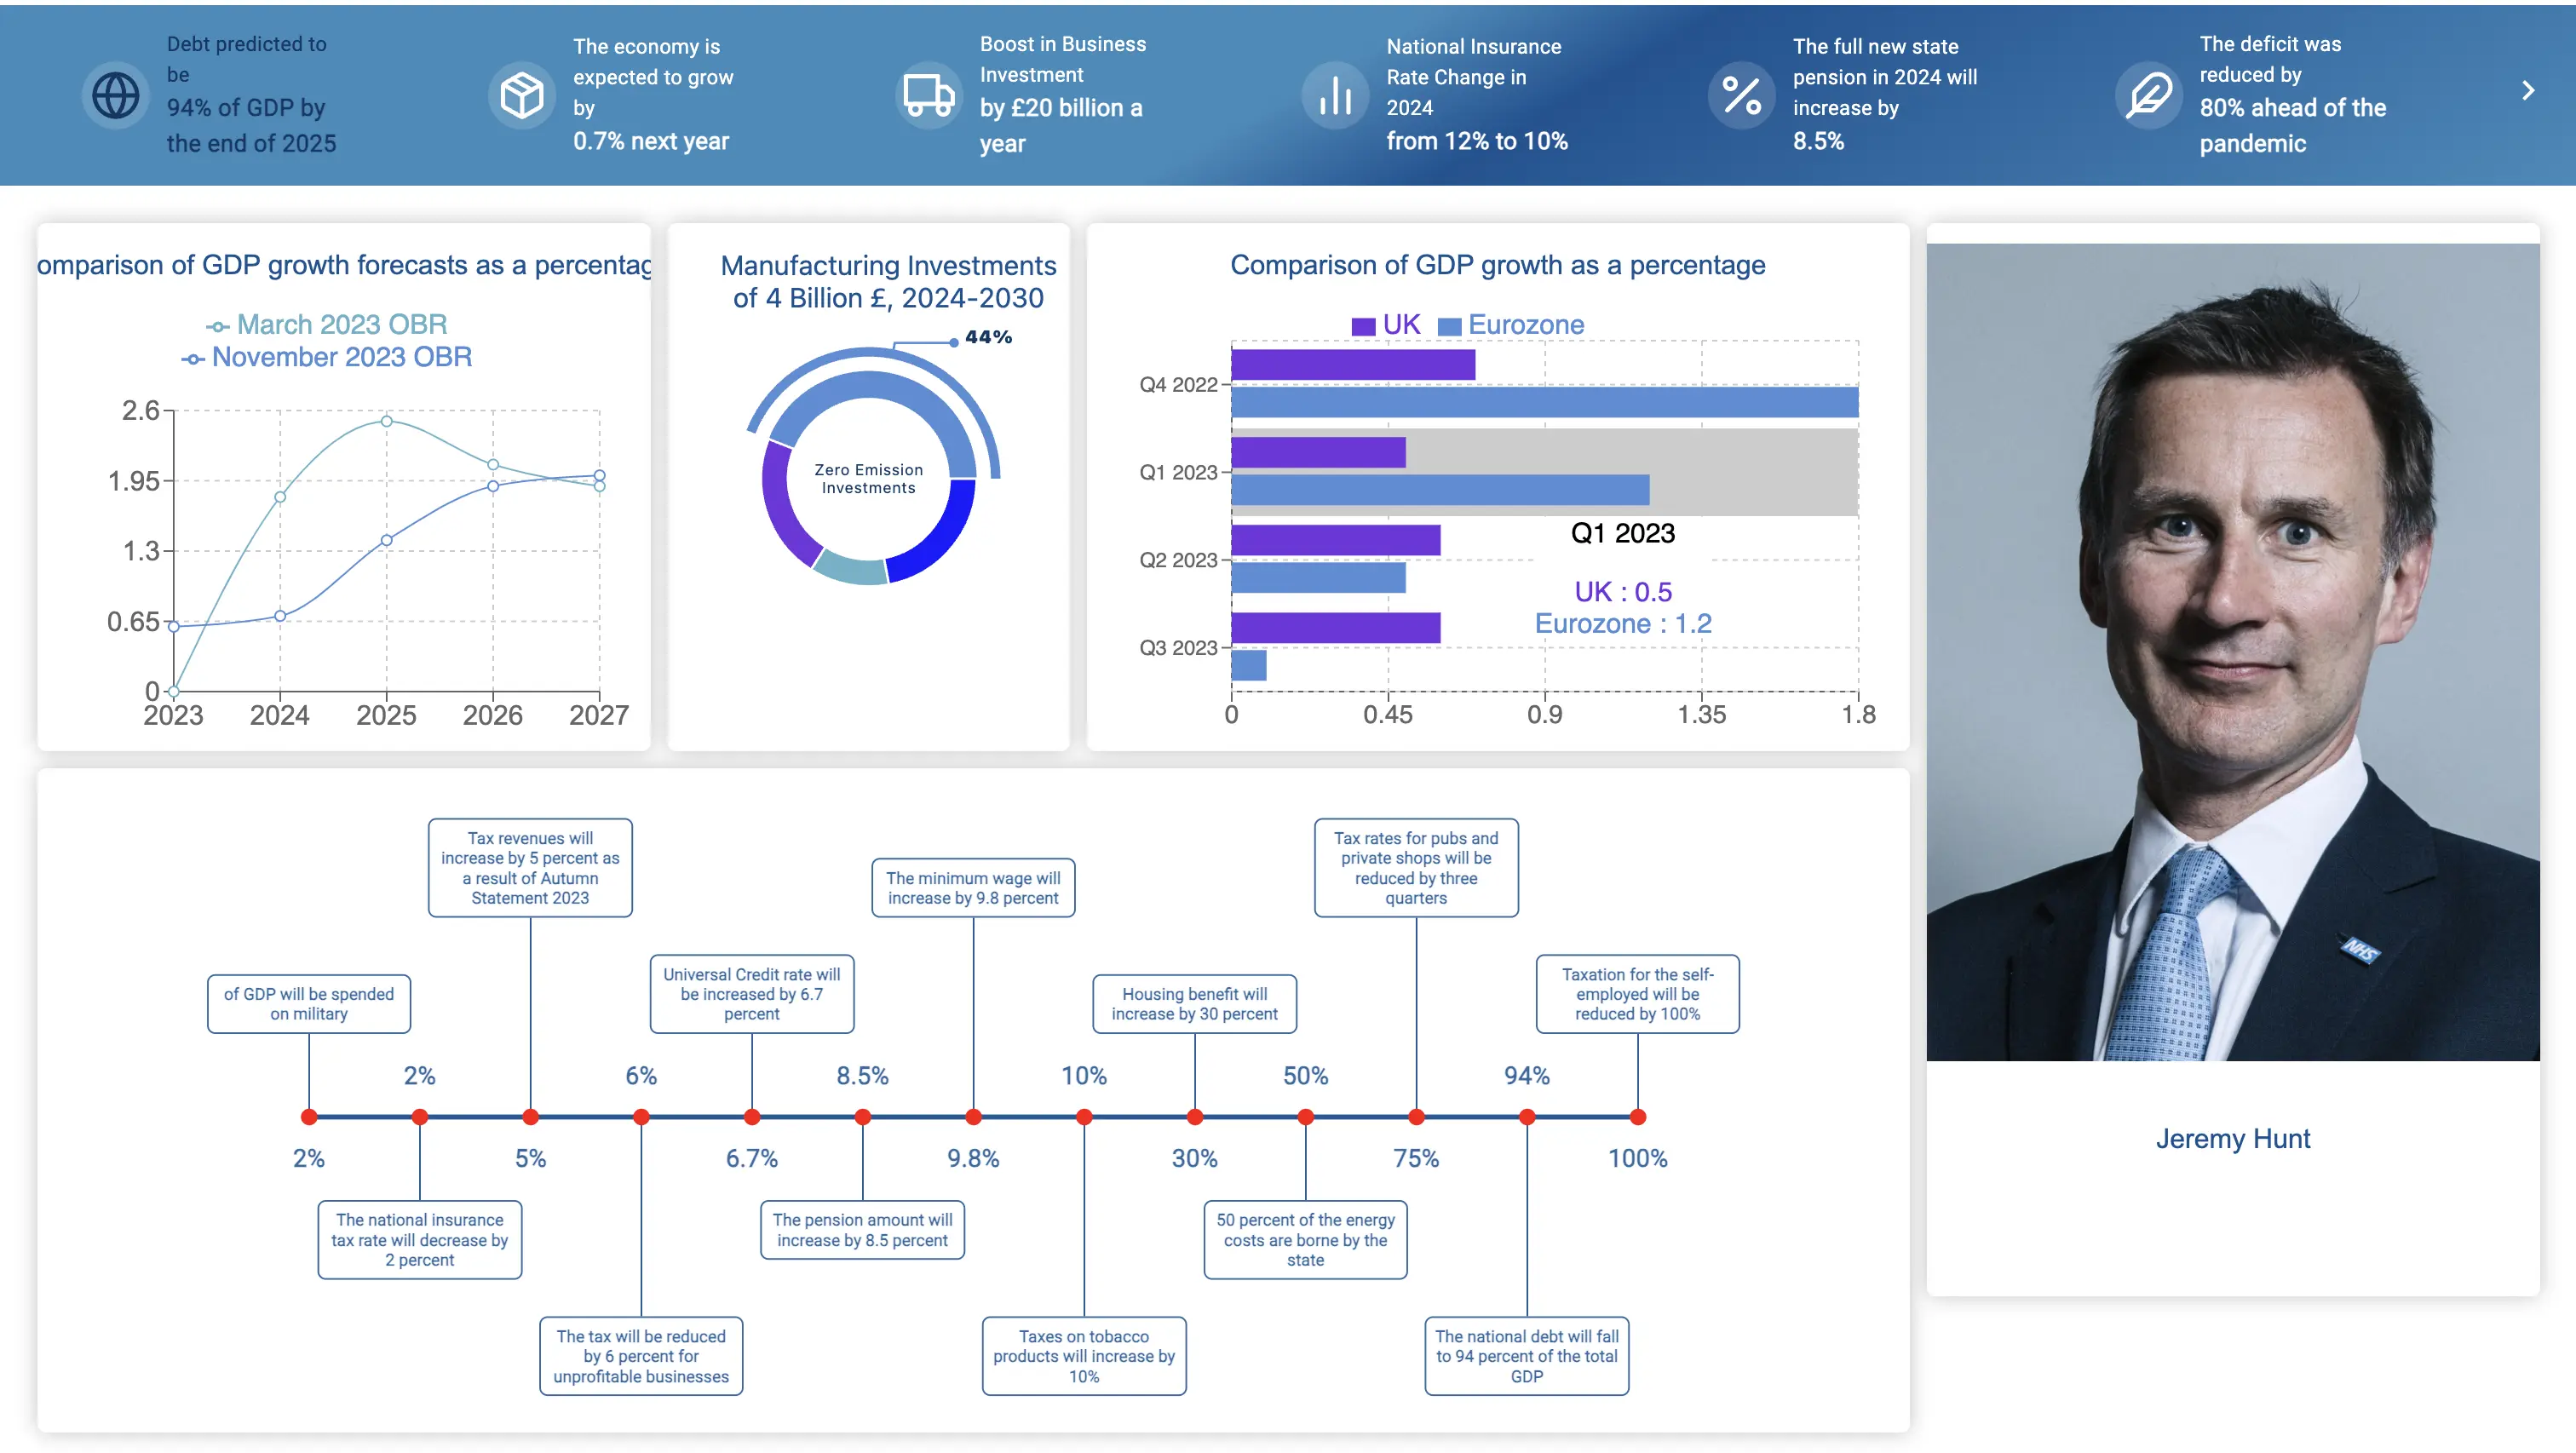 Debt predicted to
be
94% of GDP by
the end of 2025
The economy is
expected to grow
by
0.7% next year
Boost in Business
Investment
by £20 billion a
year
National Insurance
Rate Change in
2024
from 12% to 10%
The full new state
pension in 2024 will
increase by
8.5%
The deficit was
reduced by
80% ahead of the
pandemic
omparison of GDP growth forecasts as a percentag
March 2023 OBR
November 2023 OBR
2.6
1.95
1.3
0.65
0
2023 2024 2025 2026 2027
Manufacturing Investments
of 4 Billion £, 2024-2030
44%
Zero Emission
Investments
Comparison of GDP growth as a percentage
UK Eurozone
Q4 2022
Q1 2023
Q2 2023
Q3 2023
Q1 2023
UK : 0.5
Eurozone : 1.2
0 0.45 0.9 1.35 1.8
NHS
Jeremy Hunt
Tax revenues will
increase by 5 percent as
a result of Autumn
Statement 2023
The minimum wage will
increase by 9.8 percent
Tax rates for pubs and
private shops will be
reduced by three
quarters
of GDP will be spended
on military
Universal Credit rate will
be increased by 6.7
percent
Housing benefit will
increase by 30 percent
Taxation for the self-
employed will be
reduced by 100%
2% 6% 8.5% 10% 50% 94%
2% 5% 6.7% 9.8% 30% 75% 100%
The national insurance
tax rate will decrease by
2 percent
The pension amount will
increase by 8.5 percent
50 percent of the energy
costs are borne by the
state
The tax will be reduced
by 6 percent for
unprofitable businesses
Taxes on tobacco
products will increase by
10%
The national debt will fall
to 94 percent of the total
GDP